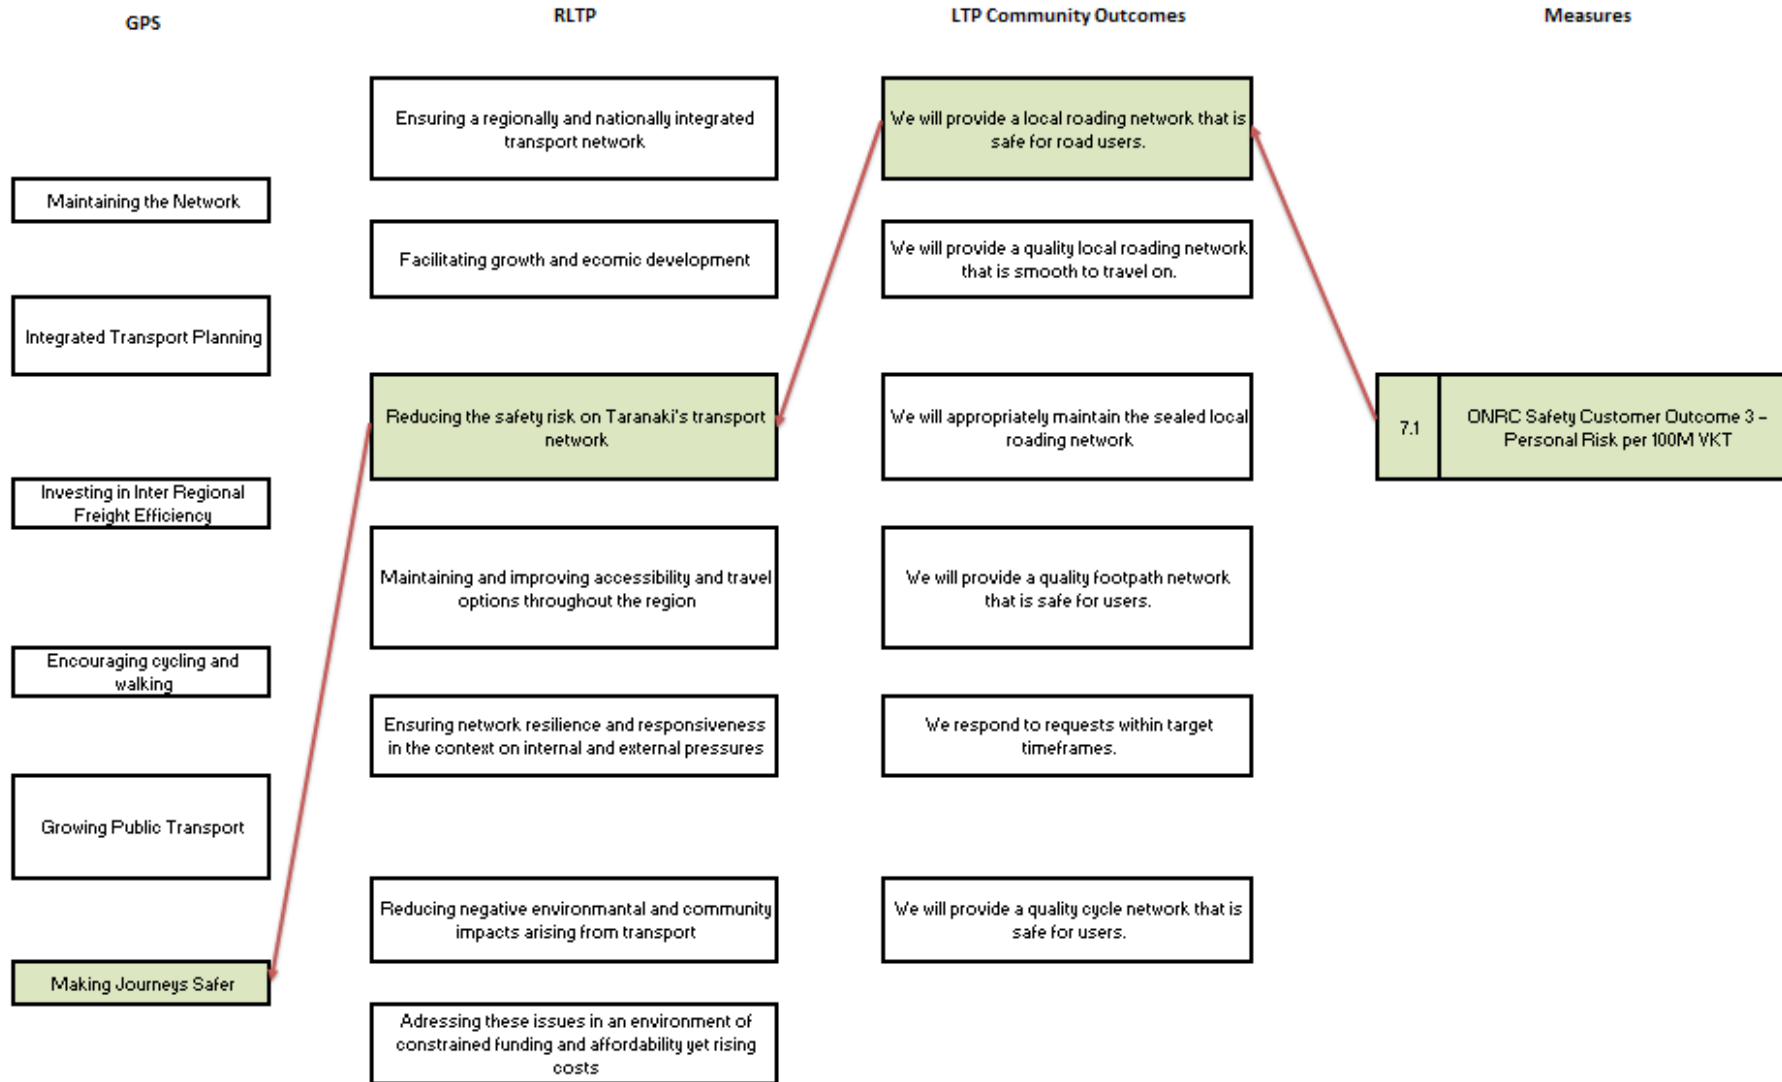 GPS
RLTP
LTP Community Outcomes
Measures
Maintaining the Network
Integrated Transport Planning
Investing in Inter Regional
Freight Efficiency
Encouraging cycling and
walking
Growing Public Transport
Making Journeys Safer
Ensuring a regionally and nationally integrated
transport network
Facilitating growth and ecomic development
Reducing the safety risk on Taranaki's transport
network
Maintaining and improving accessibility and travel
options throughout the region
Ensuring network resilience and responsiveness
in the context on internal and external pressures
Reducing negative environmantal and community
impacts arising from transport
Adressing these issues in an environment of
constrained funding and affordability yet rising
costs
We will provide a local roading network that is
safe for road users.
We will provide a quality local roading network
that is smooth to travel on.
We will appropriately maintain the sealed local
roading network
We will provide a quality footpath network
that is safe for users.
We respond to requests within target
timeframes.
We will provide a quality cycle network that is
safe for users.
7.1
ONRC Safety Customer Outcome 3 –
Personal Risk per 100M VKT